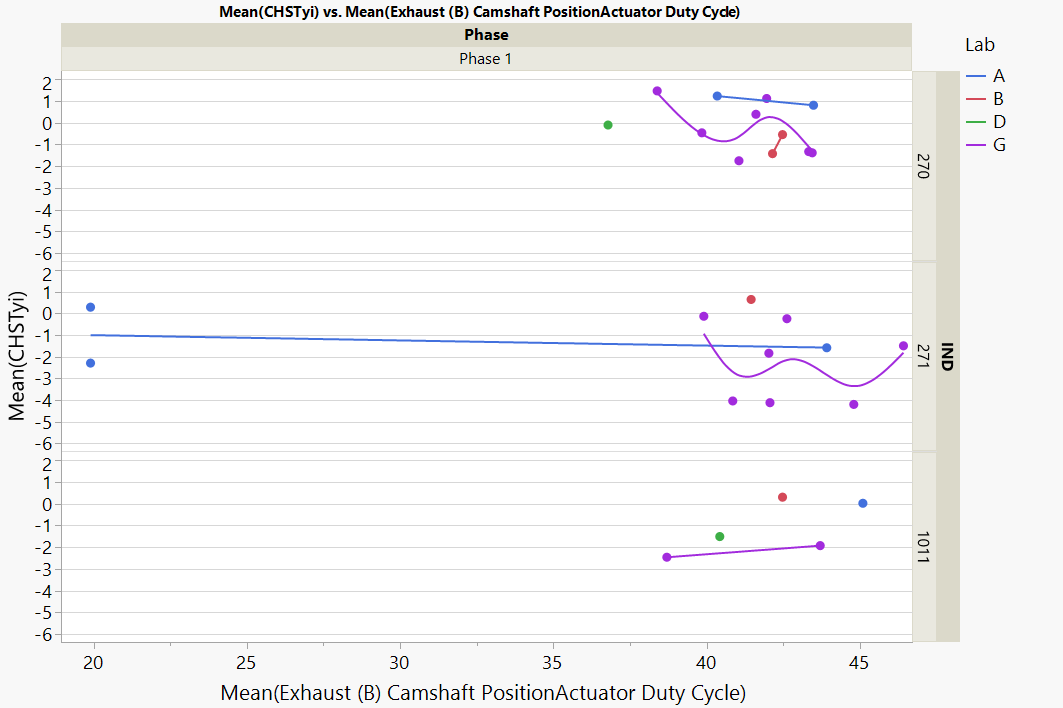 Mean(CHSTyi) vs. Mean(Exhaust (B) Camshaft PositionActuator Duty Cycle)
Phase
Phase 1
Lab
A
B
D
G
Mean(CHSTyi)
2
1
0
-1
-2
-3
-4
-5
-6
270
2
1
0
-1
-2
-3
-4
-5
-6
271
IND
2
1
0
-1
-2
-3
-4
-5
-6
1011
20 25 30 35 40 45
Mean(Exhaust (B) Camshaft PositionActuator Duty Cycle)